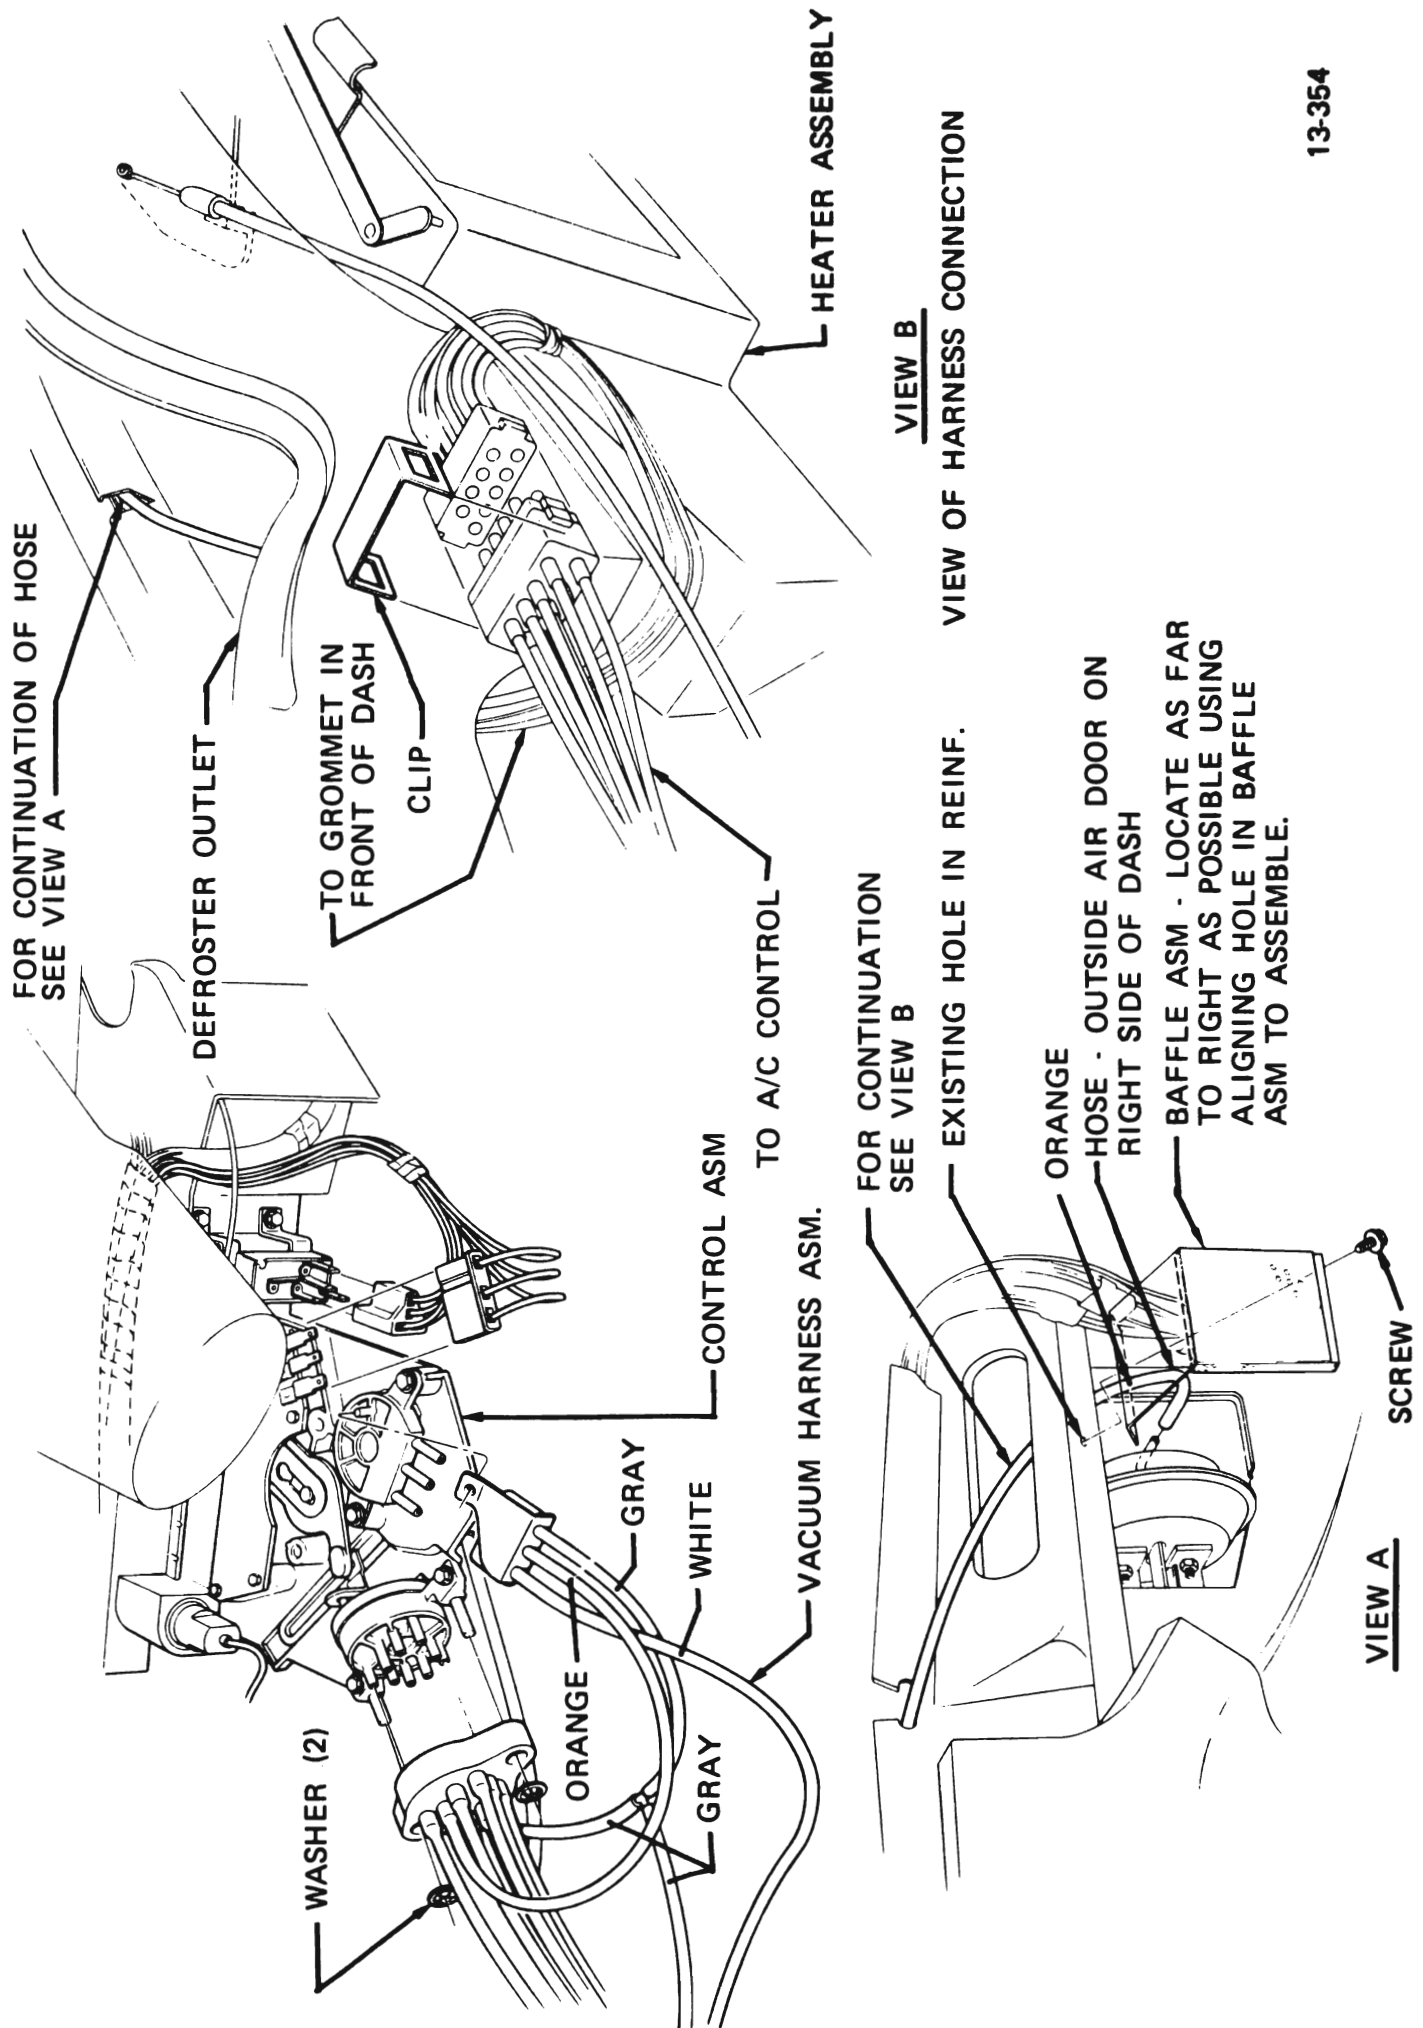 FOR CONTINUATION OF HOSE
SEE VIEW A
DEFROSTER OUTLET
TO GROMMET IN
FRONT OF DASH
CLIP
WASHER (2)
ORANGE
GRAY
GRAY
WHITE
CONTROL ASM
TO A/C CONTROL
VACUUM HARNESS ASM.
HEATER ASSEMBLY
VIEW B
VIEW OF HARNESS CONNECTION
FOR CONTINUATION
SEE VIEW B
EXISTING HOLE IN REINF.
ORANGE
HOSE - OUTSIDE AIR DOOR ON
RIGHT SIDE OF DASH
BAFFLE ASM - LOCATE AS FAR
TO RIGHT AS POSSIBLE USING
ALIGNING HOLE IN BAFFLE
ASM TO ASSEMBLE.
SCREW
VIEW A
13-354